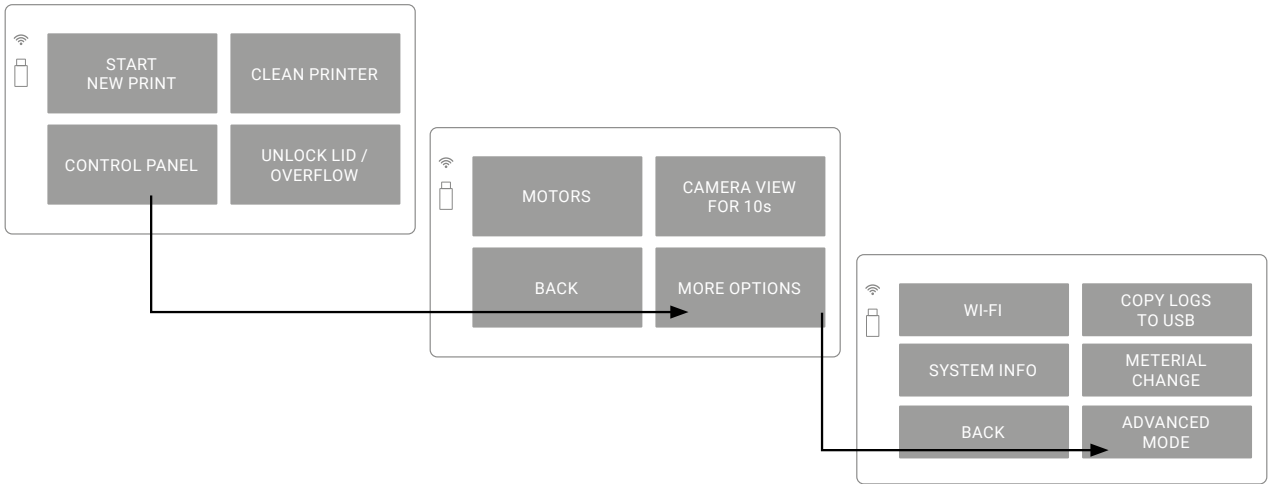 START
NEW PRINT
CLEAN PRINTER
CONTROL PANEL
UNLOCK LID /
OVERFLOW
MOTORS
CAMERA VIEW
FOR 10s
BACK
MORE OPTIONS
WI-FI
COPY LOGS
TO USB
SYSTEM INFO
METERIAL
CHANGE
BACK
ADVANCED
MODE